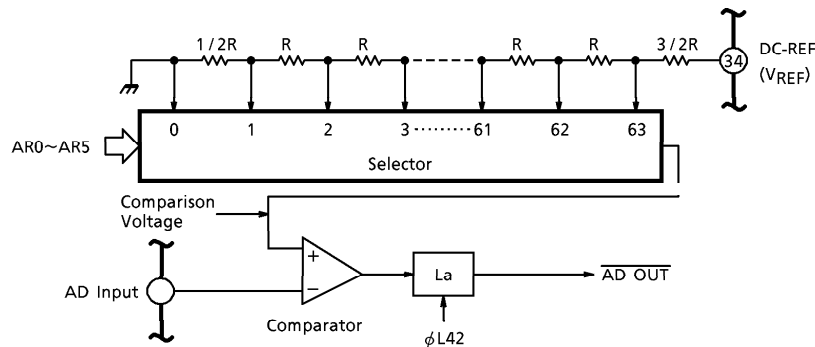 1/2R R R R R 3/2R 34 DC-REF
(VREF)
0 1 2 3 ········· 61 62 63
AR0~AR5
Selector
Comparison
Voltage
+
−
AD Input
La
AD OUT
Comparator
φL42